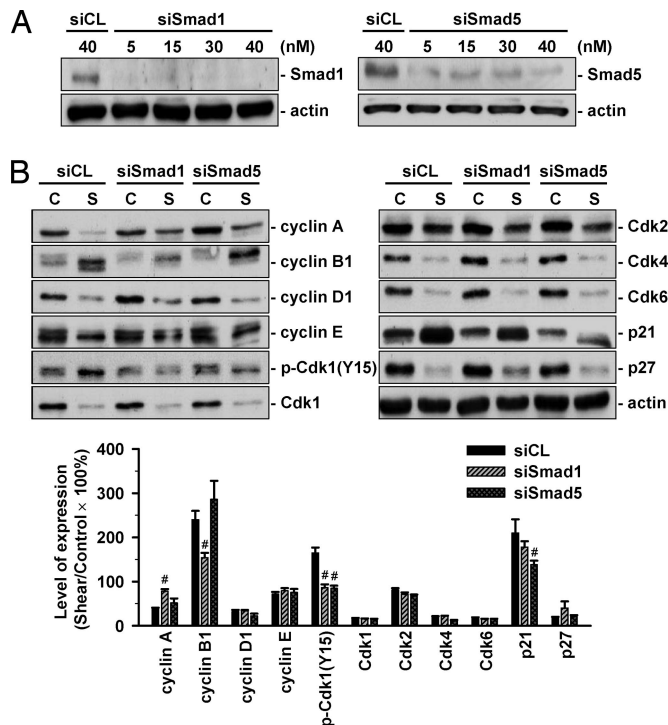 A
siCL siSmad1
40 5 15 30 40 (nM)
- Smad1
- actin
siCL siSmad5
40 5 15 30 40 (nM)
- Smad5
- actin
B
siCL siSmad1 siSmad5
C S C S C S
- cyclin A
- cyclin B1
- cyclin D1
- cyclin E
- p-Cdk1(Y15)
- Cdk1
siCL siSmad1 siSmad5
C S C S C S
- Cdk2
- Cdk4
- Cdk6
- p21
- p27
- actin
Level of expression
(Shear/Control × 100%)
400
300
200
100
0
siCL
siSmad1
siSmad5
#
#
# #
#
cyclin A
cyclin B1
cyclin D1
cyclin E
p-Cdk1(Y15)
Cdk1
Cdk2
Cdk4
Cdk6
p21
p27